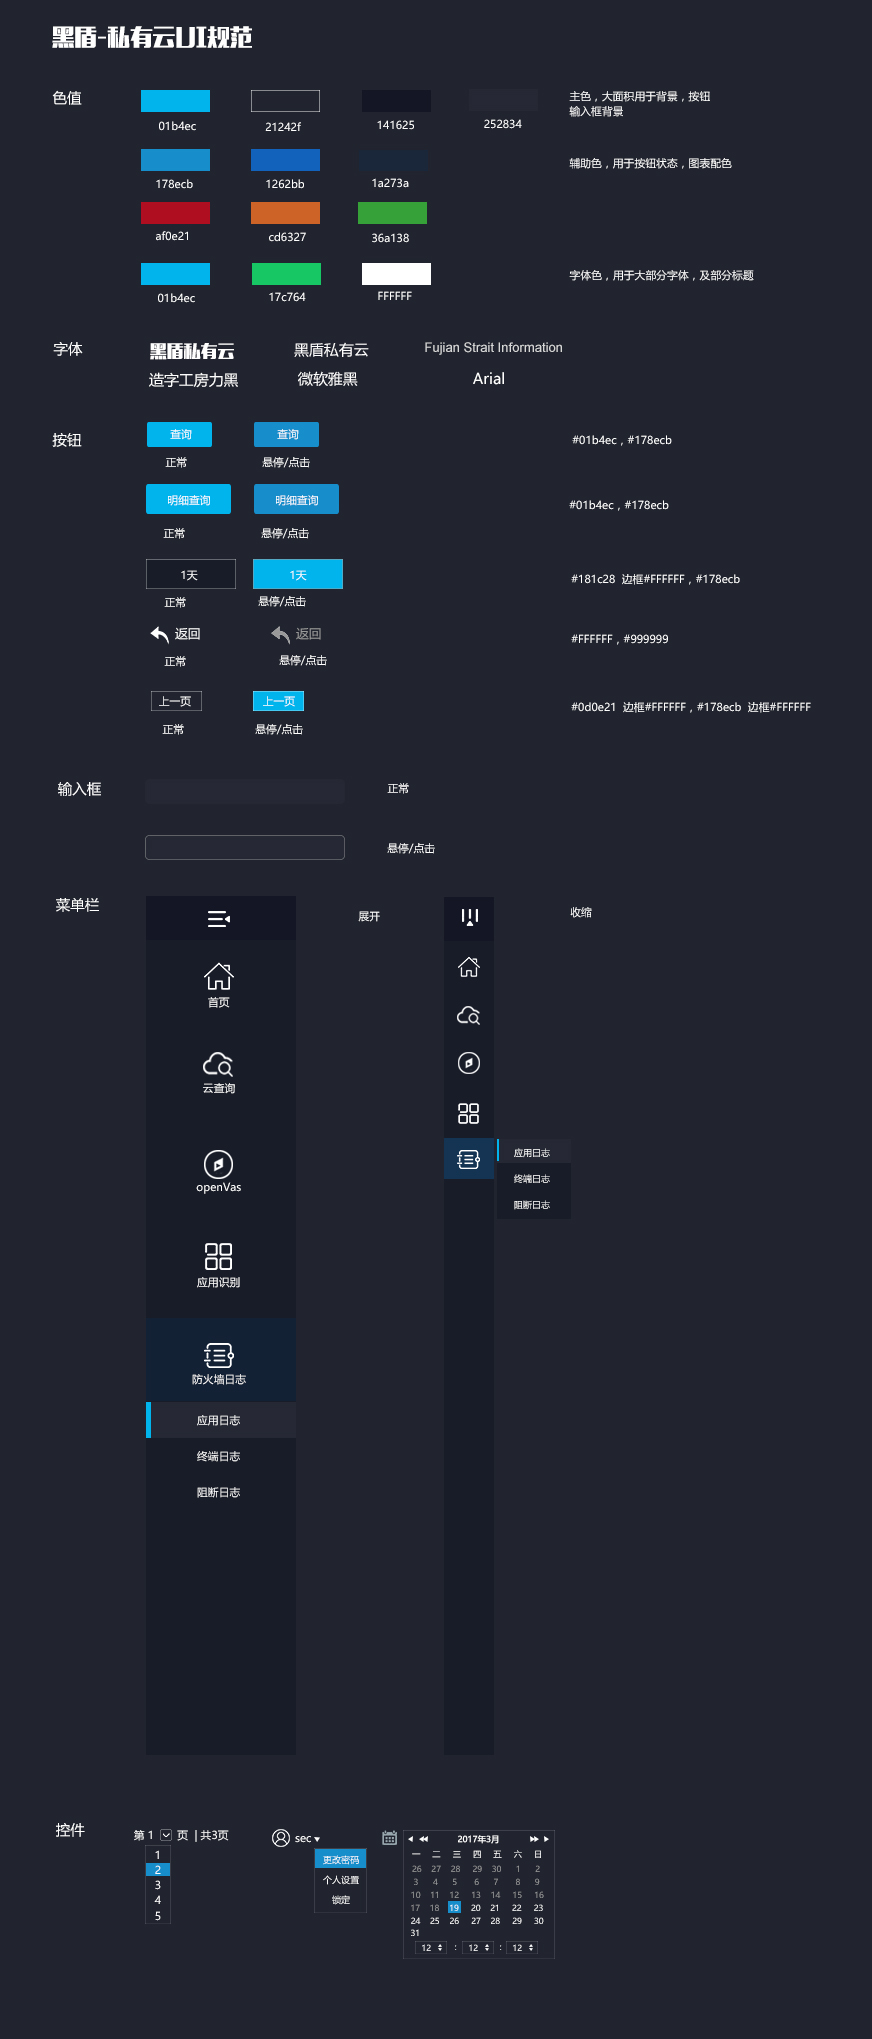 黑盾-私有云UI规范
色值
主色，大面积用于背景，按钮
输入框背景
01b4ec
21242f
141625
252834
辅助色，用于按钮状态，图表配色
178ecb
1262bb
1a273a
af0e21
cd6327
36a138
字体色，用于大部分字体，及部分标题
01b4ec
17c764
FFFFFF
字体
黑盾私有云
黑盾私有云
Fujian Strait Information
造字工房力黑
微软雅黑
Arial
按钮
查询
查询
#01b4ec，#178ecb
正常
悬停/点击
明细查询
明细查询
#01b4ec，#178ecb
正常
悬停/点击
1天
1天
#181c28 边框#FFFFFF，#178ecb
正常
悬停/点击
返回
返回
#FFFFFF，#999999
正常
悬停/点击
上一页
上一页
#0d0e21 边框#FFFFFF，#178ecb 边框#FFFFFF
正常
悬停/点击
输入框
正常
悬停/点击
菜单栏
展开
收缩
首页
云查询
openVas
应用识别
防火墙日志
应用日志
终端日志
阻断日志
应用日志
终端日志
阻断日志
控件
第 1 页 | 共3页
1
2
3
4
5
sec
更改密码
个人设置
锁定
2017年3月
一 二 三 四 五 六 日
26 27 28 29 30 1 2
3 4 5 6 7 8 9
10 11 12 13 14 15 16
17 18 19 20 21 22 23
24 25 26 27 28 29 30
31
12 : 12 : 12